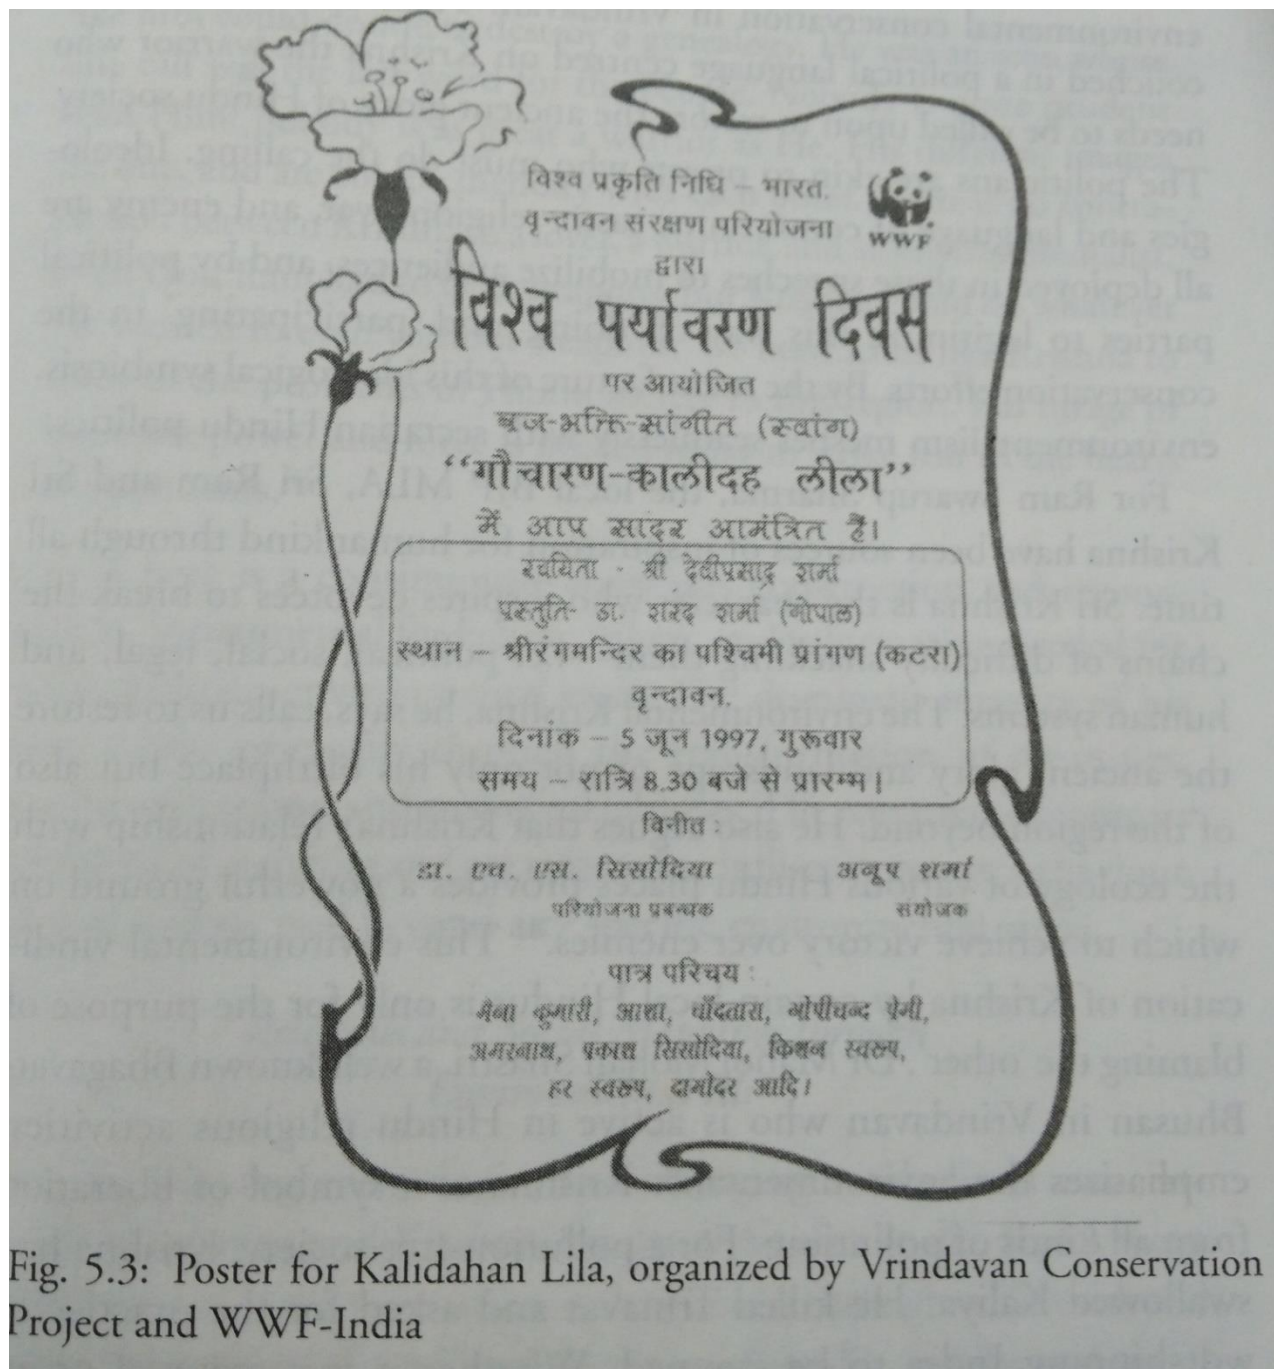 विश्व प्रकृति निधि – भारत.
वृन्दावन संरक्षण परियोजना
WWF
द्वारा
विश्व पर्यावरण दिवस
पर आयोजित
ब्रज-भक्ति-सांगीत (स्वांग)
“गौचारण-कालीदह लीला”
में आप सादर आमंत्रित हैं।
रचयिता - श्री देवीप्रसाद शर्मा
प्रस्तुति- डा. शरद शर्मा (गोपाल)
स्थान – श्रीरंगमन्दिर का पश्चिमी प्रांगण (कटरा)
वृन्दावन.
दिनांक – 5 जून 1997, गुरूवार
समय – रात्रि 8.30 बजे से प्रारम्भ।
विनीत :
डा. एच. एस. सिसोदिया अनूप शर्मा
परियोजना प्रबन्धक संयोजक
पात्र परिचय :
मैना कुमारी, आशा, चाँदतारा, गोपीचन्द प्रेमी,
अमरनाथ, प्रकाश सिसोदिया, किशन स्वरूप,
हर स्वरूप, दामोदर आदि।
Fig. 5.3: Poster for Kalidahan Lila, organized by Vrindavan Conservation
Project and WWF-India